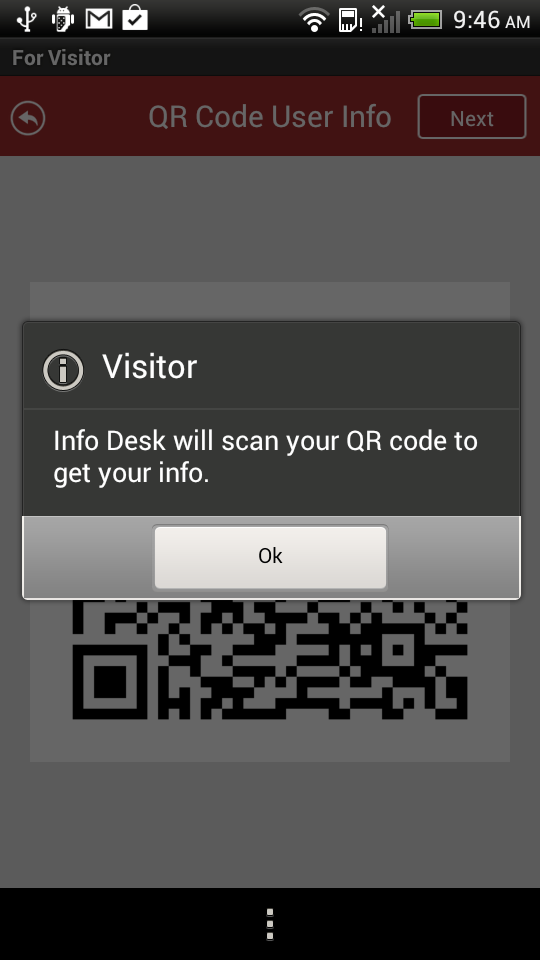 9:46 AM
For Visitor
QR Code User Info
Next
Visitor
Info Desk will scan your QR code to
get your info.
Ok